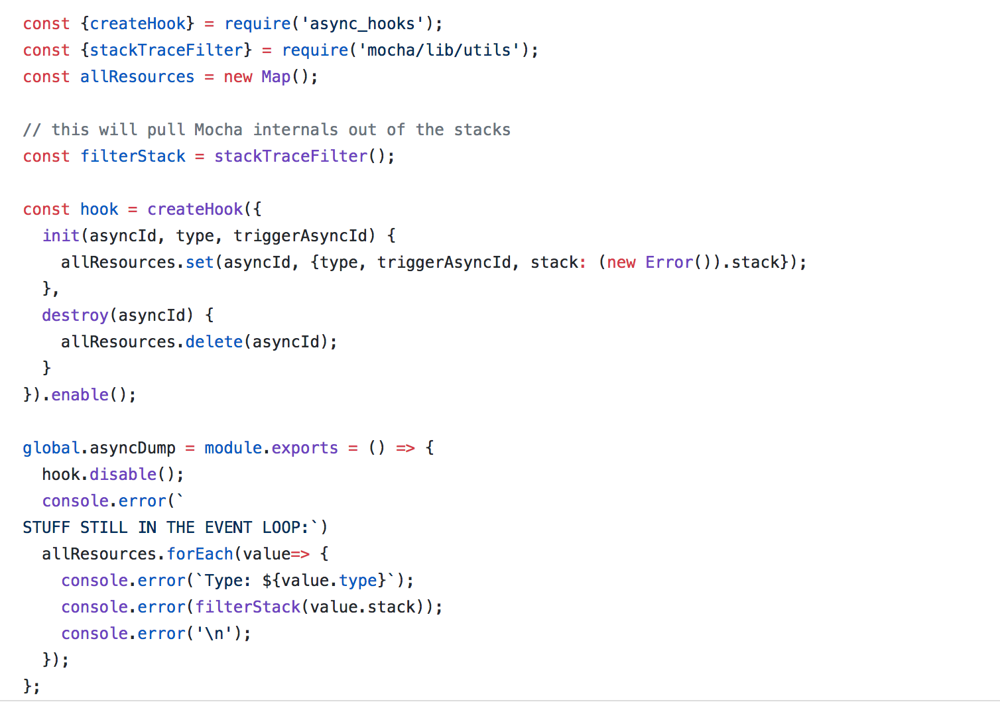 const {createHook} = require('async_hooks');
const {stackTraceFilter} = require('mocha/lib/utils');
const allResources = new Map();

// this will pull Mocha internals out of the stacks
const filterStack = stackTraceFilter();

const hook = createHook({
  init(asyncId, type, triggerAsyncId) {
    allResources.set(asyncId, {type, triggerAsyncId, stack: (new Error()).stack});
  },
  destroy(asyncId) {
    allResources.delete(asyncId);
  }
}).enable();

global.asyncDump = module.exports = () => {
  hook.disable();
  console.error(`
STUFF STILL IN THE EVENT LOOP:`)
  allResources.forEach(value=> {
    console.error(`Type: ${value.type}`);
    console.error(filterStack(value.stack));
    console.error('\n');
  });
};